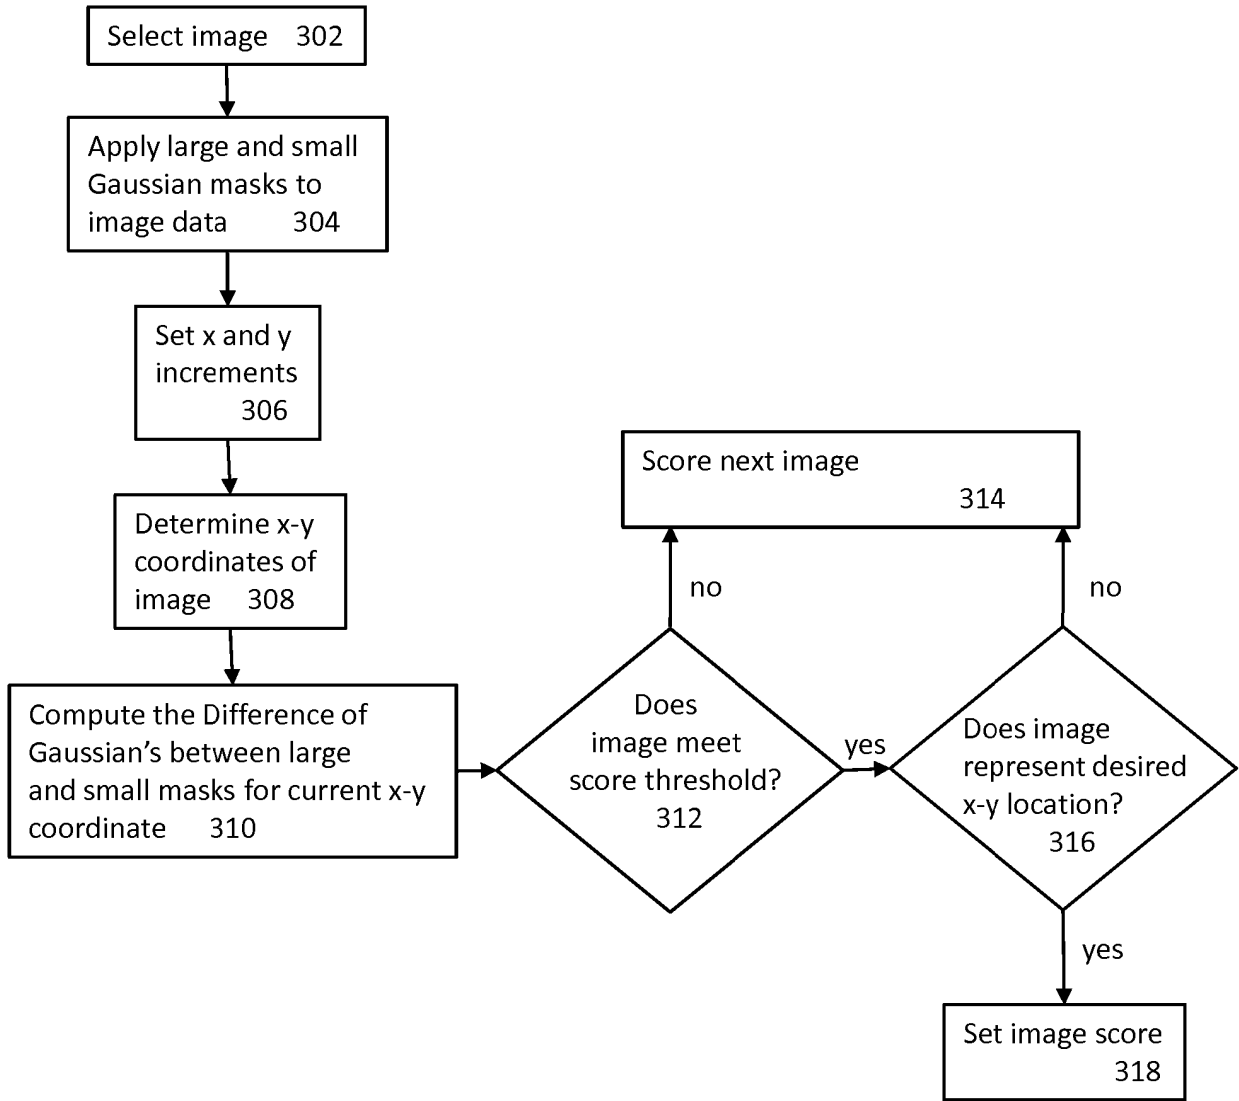 Select image 302
Apply large and small
Gaussian masks to
image data 304
Set x and y
increments
306
Determine x-y
coordinates of
image 308
Compute the Difference of
Gaussian's between large
and small masks for current x-y
coordinate 310
Score next image
314
no
no
Does
image meet
score threshold?
312
yes
Does image
represent desired
x-y location?
316
yes
Set image score
318